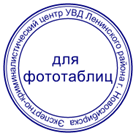 Экспертно-криминалистический центр УВД Ленинского района г. Новосибирска
для
фототаблиц